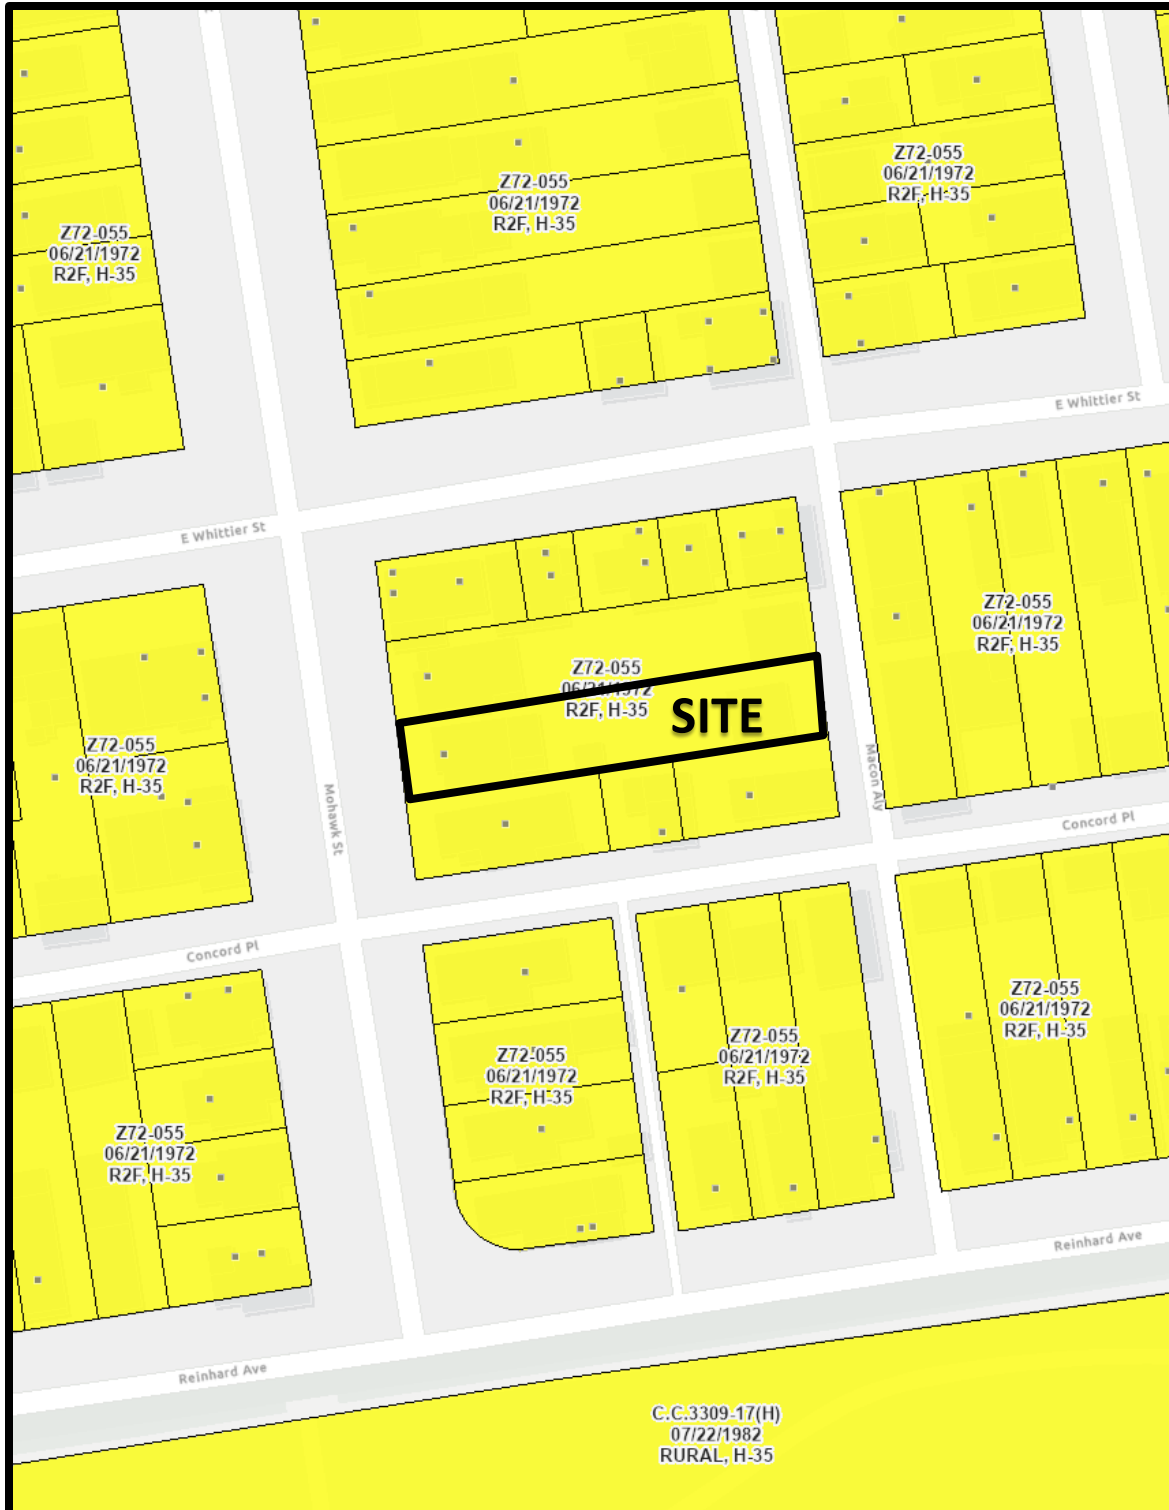 Z72-055
06/21/1972
R2F, H-35
Z72-055
06/21/1972
R2F, H-35
Z72-055
06/21/1972
R2F, H-35
E Whittier St
E Whittier St
Z72-055
06/21/1972
R2F, H-35
Z72-055
06/21/1972
R2F, H-35
SITE
Z72-055
06/21/1972
R2F, H-35
Mohawk St
Macon Aly
Concord Pl
Concord Pl
Z72-055
06/21/1972
R2F, H-35
Z72-055
06/21/1972
R2F, H-35
Z72-055
06/21/1972
R2F, H-35
Z72-055
06/21/1972
R2F, H-35
Reinhard Ave
Reinhard Ave
C.C.3309-17(H)
07/22/1982
RURAL, H-35